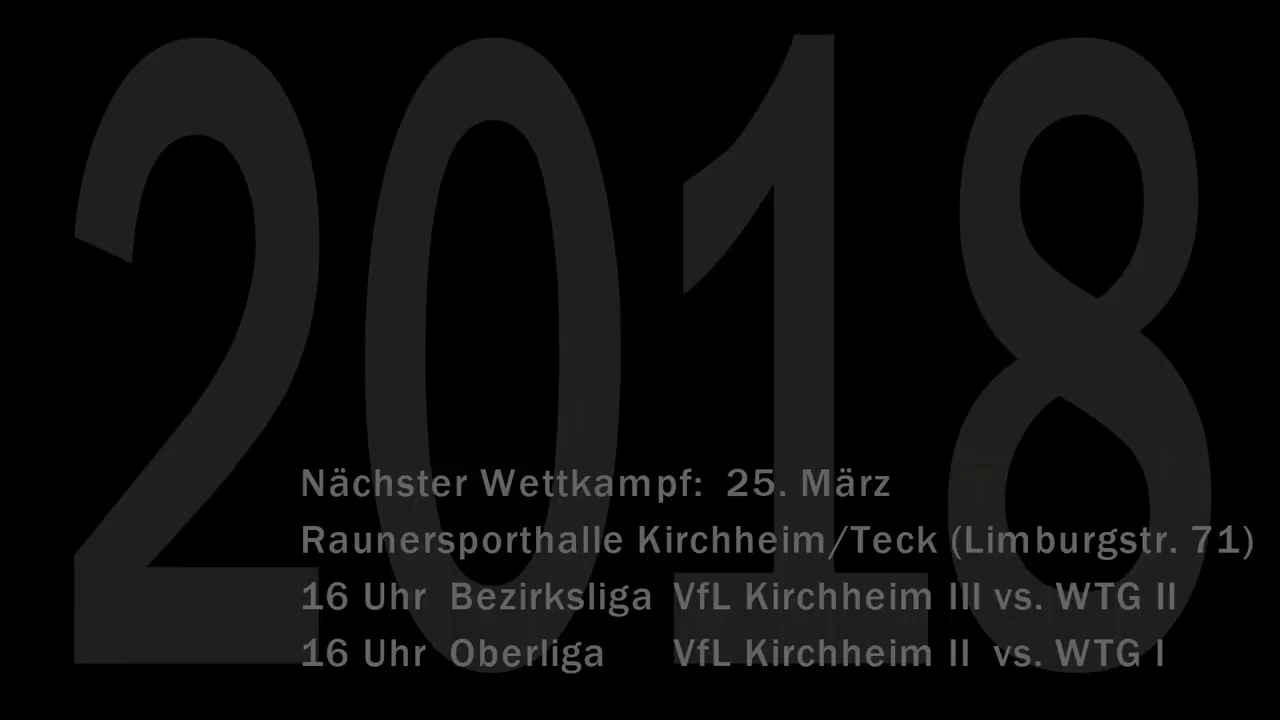 2018
Nächster Wettkampf: 25. März
Raunersporthalle Kirchheim/Teck (Limburgstr. 71)
16 Uhr Bezirksliga VfL Kirchheim III vs. WTG II
16 Uhr Oberliga VfL Kirchheim II vs. WTG I